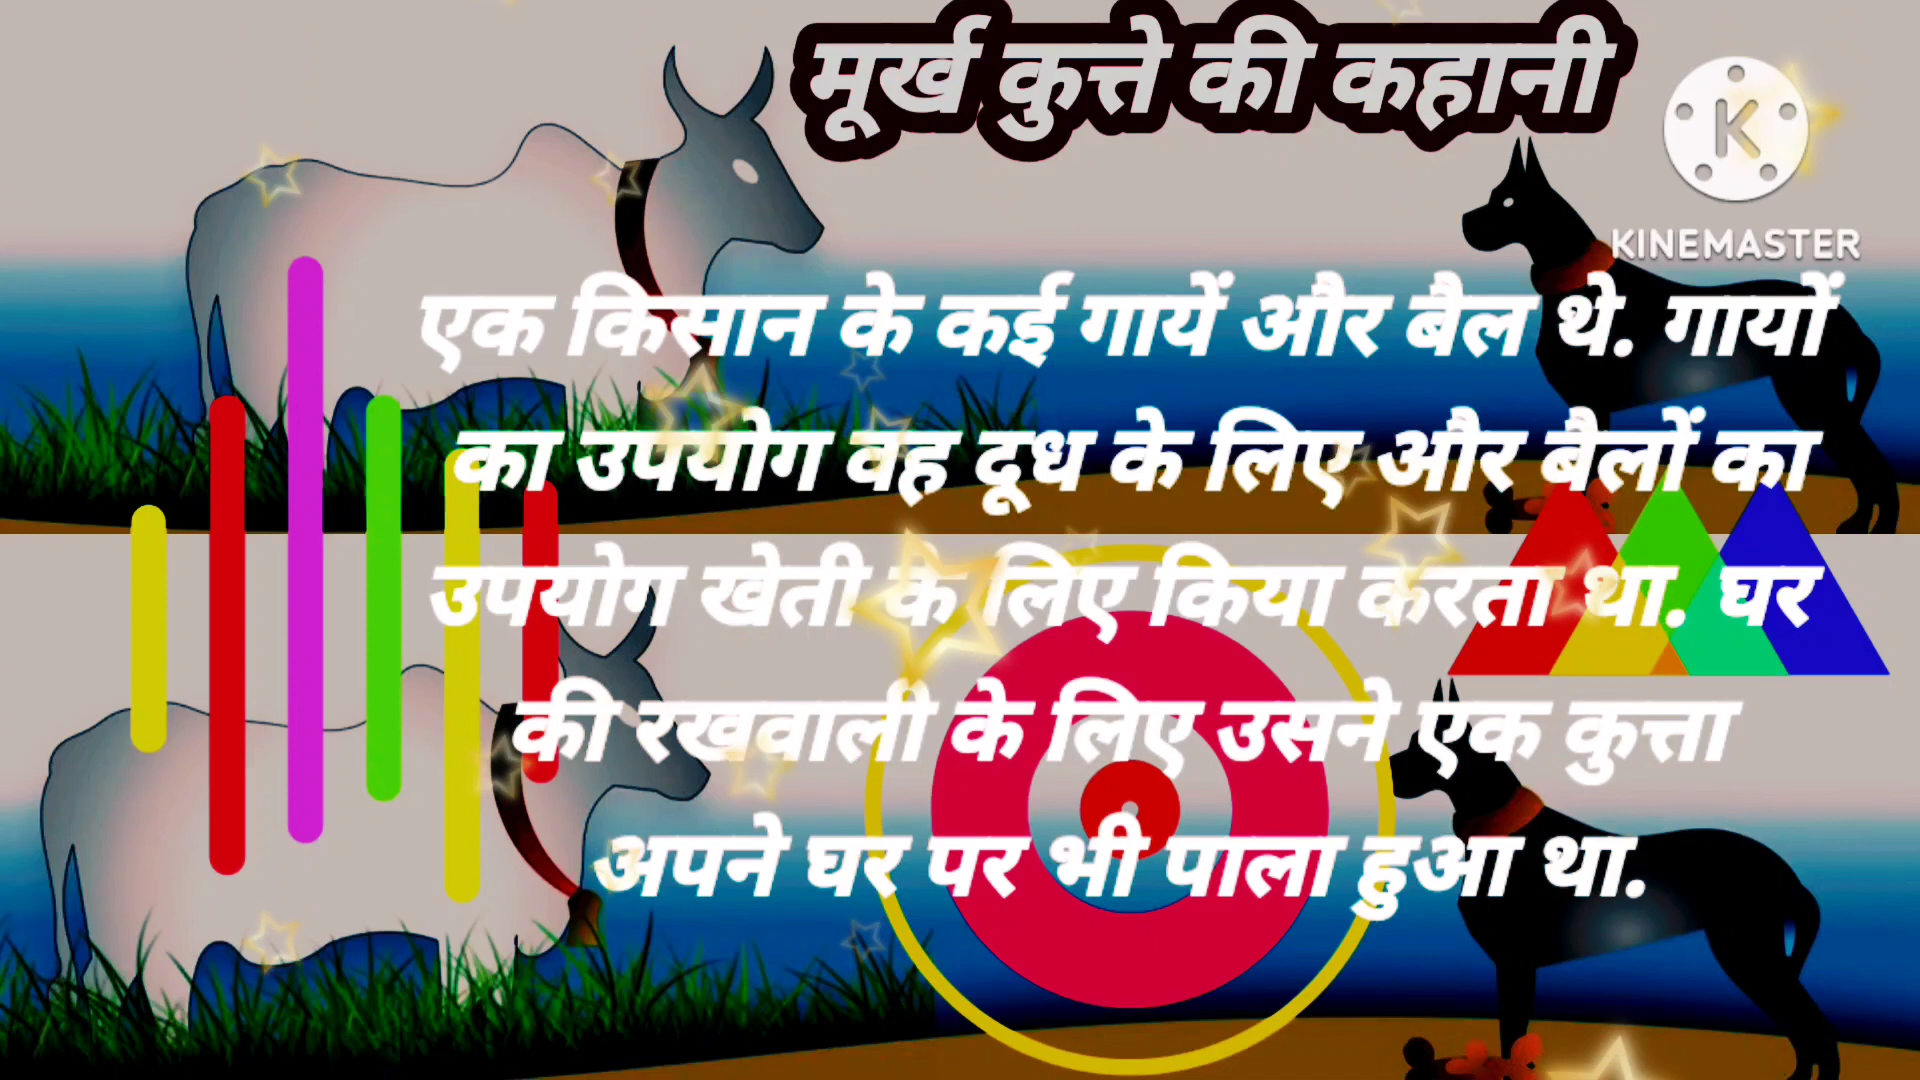 मूर्ख कुत्ते की कहानी
KINEMASTER
एक किसान के कई गायें और बैल थे. गायों
का उपयोग वह दूध के लिए और बैलों का
उपयोग खेती के लिए किया करता था. घर
की रखवाली के लिए उसने एक कुत्ता
अपने घर पर भी पाला हुआ था.